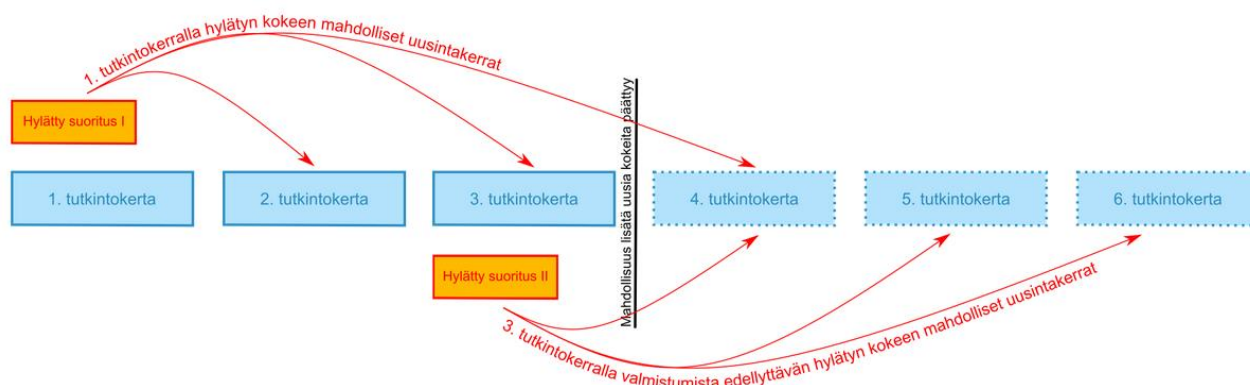 1. tutkintokerralla hylätyn kokeen mahdolliset uusintakerrat
Hylätty suoritus I
Mahdollisuus lisätä uusia kokeita päättyy
1. tutkintokerta
2. tutkintokerta
3. tutkintokerta
4. tutkintokerta
5. tutkintokerta
6. tutkintokerta
Hylätty suoritus II
3. tutkintokerralla valmistumista edellyttävän hylätyn kokeen mahdolliset uusintakerrat